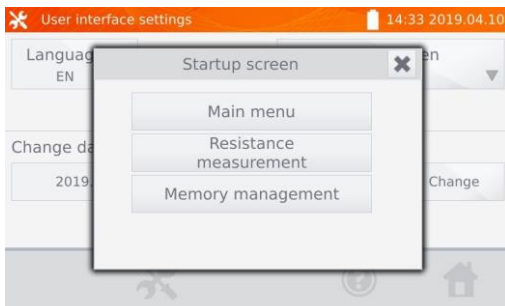 User interface settings
14:33 2019.04.10
Languag
EN
en
Startup screen
Main menu
Resistance
measurement
Memory management
Change da
2019.
Change